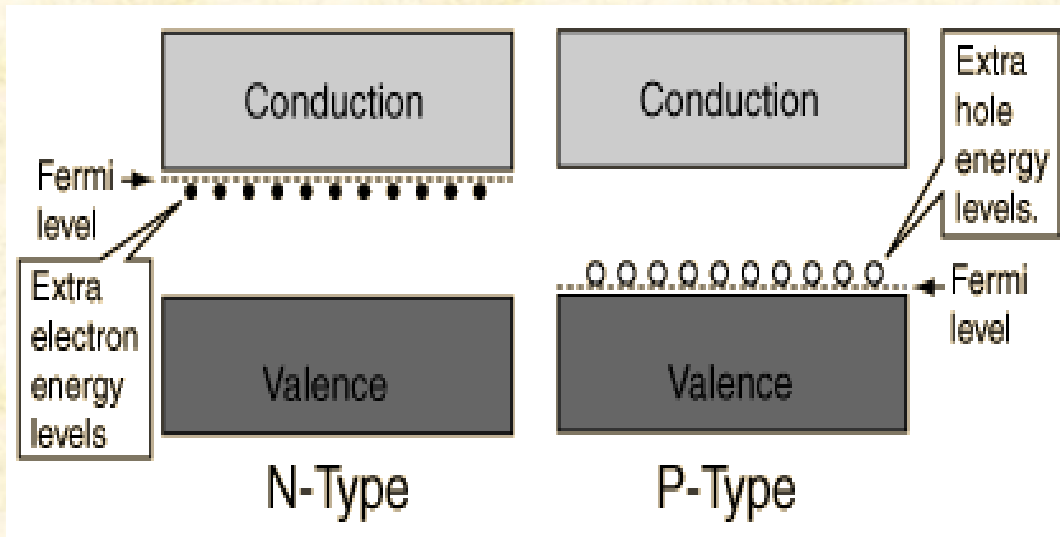 Conduction
Fermi
level
Extra
electron
energy
levels
Valence
N-Type
Conduction
Extra
hole
energy
levels.
Fermi
level
Valence
P-Type